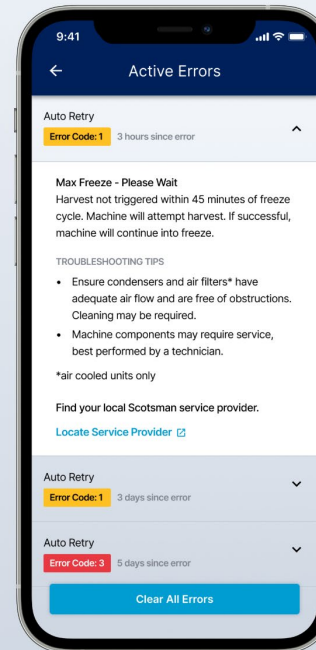 9:41
Active Errors
Auto Retry
Error Code: 1 3 hours since error
Max Freeze - Please Wait
Harvest not triggered within 45 minutes of freeze
cycle. Machine will attempt harvest. If successful,
machine will continue into freeze.
TROUBLESHOOTING TIPS
• Ensure condensers and air filters* have
adequate air flow and are free of obstructions.
Cleaning may be required.
• Machine components may require service,
best performed by a technician.
*air cooled units only
Find your local Scotsman service provider.
Locate Service Provider
Auto Retry
Error Code: 1 3 days since error
Auto Retry
Error Code: 3 5 days since error
Clear All Errors